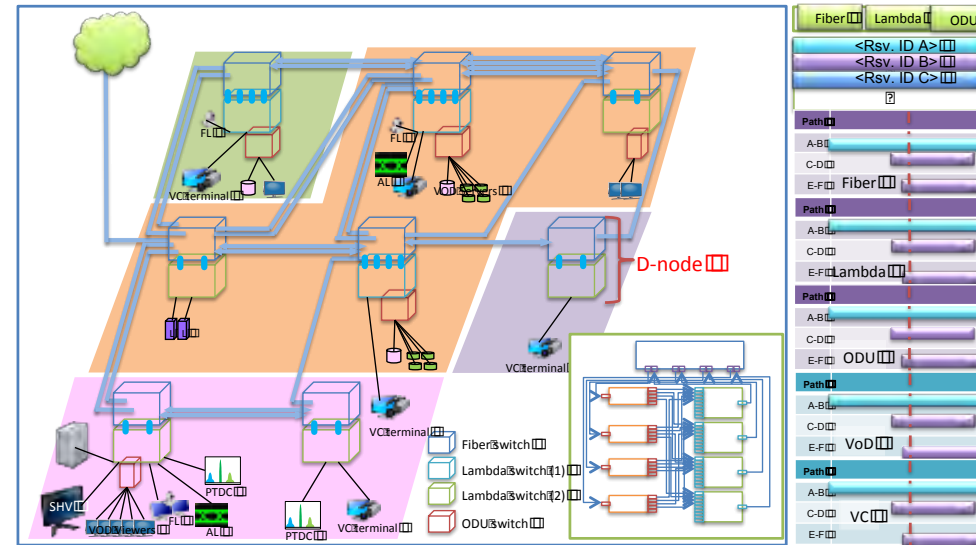 FL
VC terminal
FL
AL
VC
VOD viewers
D-node
VC terminal
VC terminal
SHV
VOD viewers
FL
AL
PTDC
PTDC
VC terminal
Fiber switch
Lambda switch (1)
Lambda switch (2)
ODU switch
Fiber
Lambda
ODU
<Rsv. ID A>
<Rsv. ID B>
<Rsv. ID C>
Path
A-B
C-D
E-F
Fiber
Path
A-B
C-D
E-F
Lambda
Path
A-B
C-D
E-F
ODU
Path
A-B
C-D
E-F
VoD
Path
A-B
C-D
E-F
VC